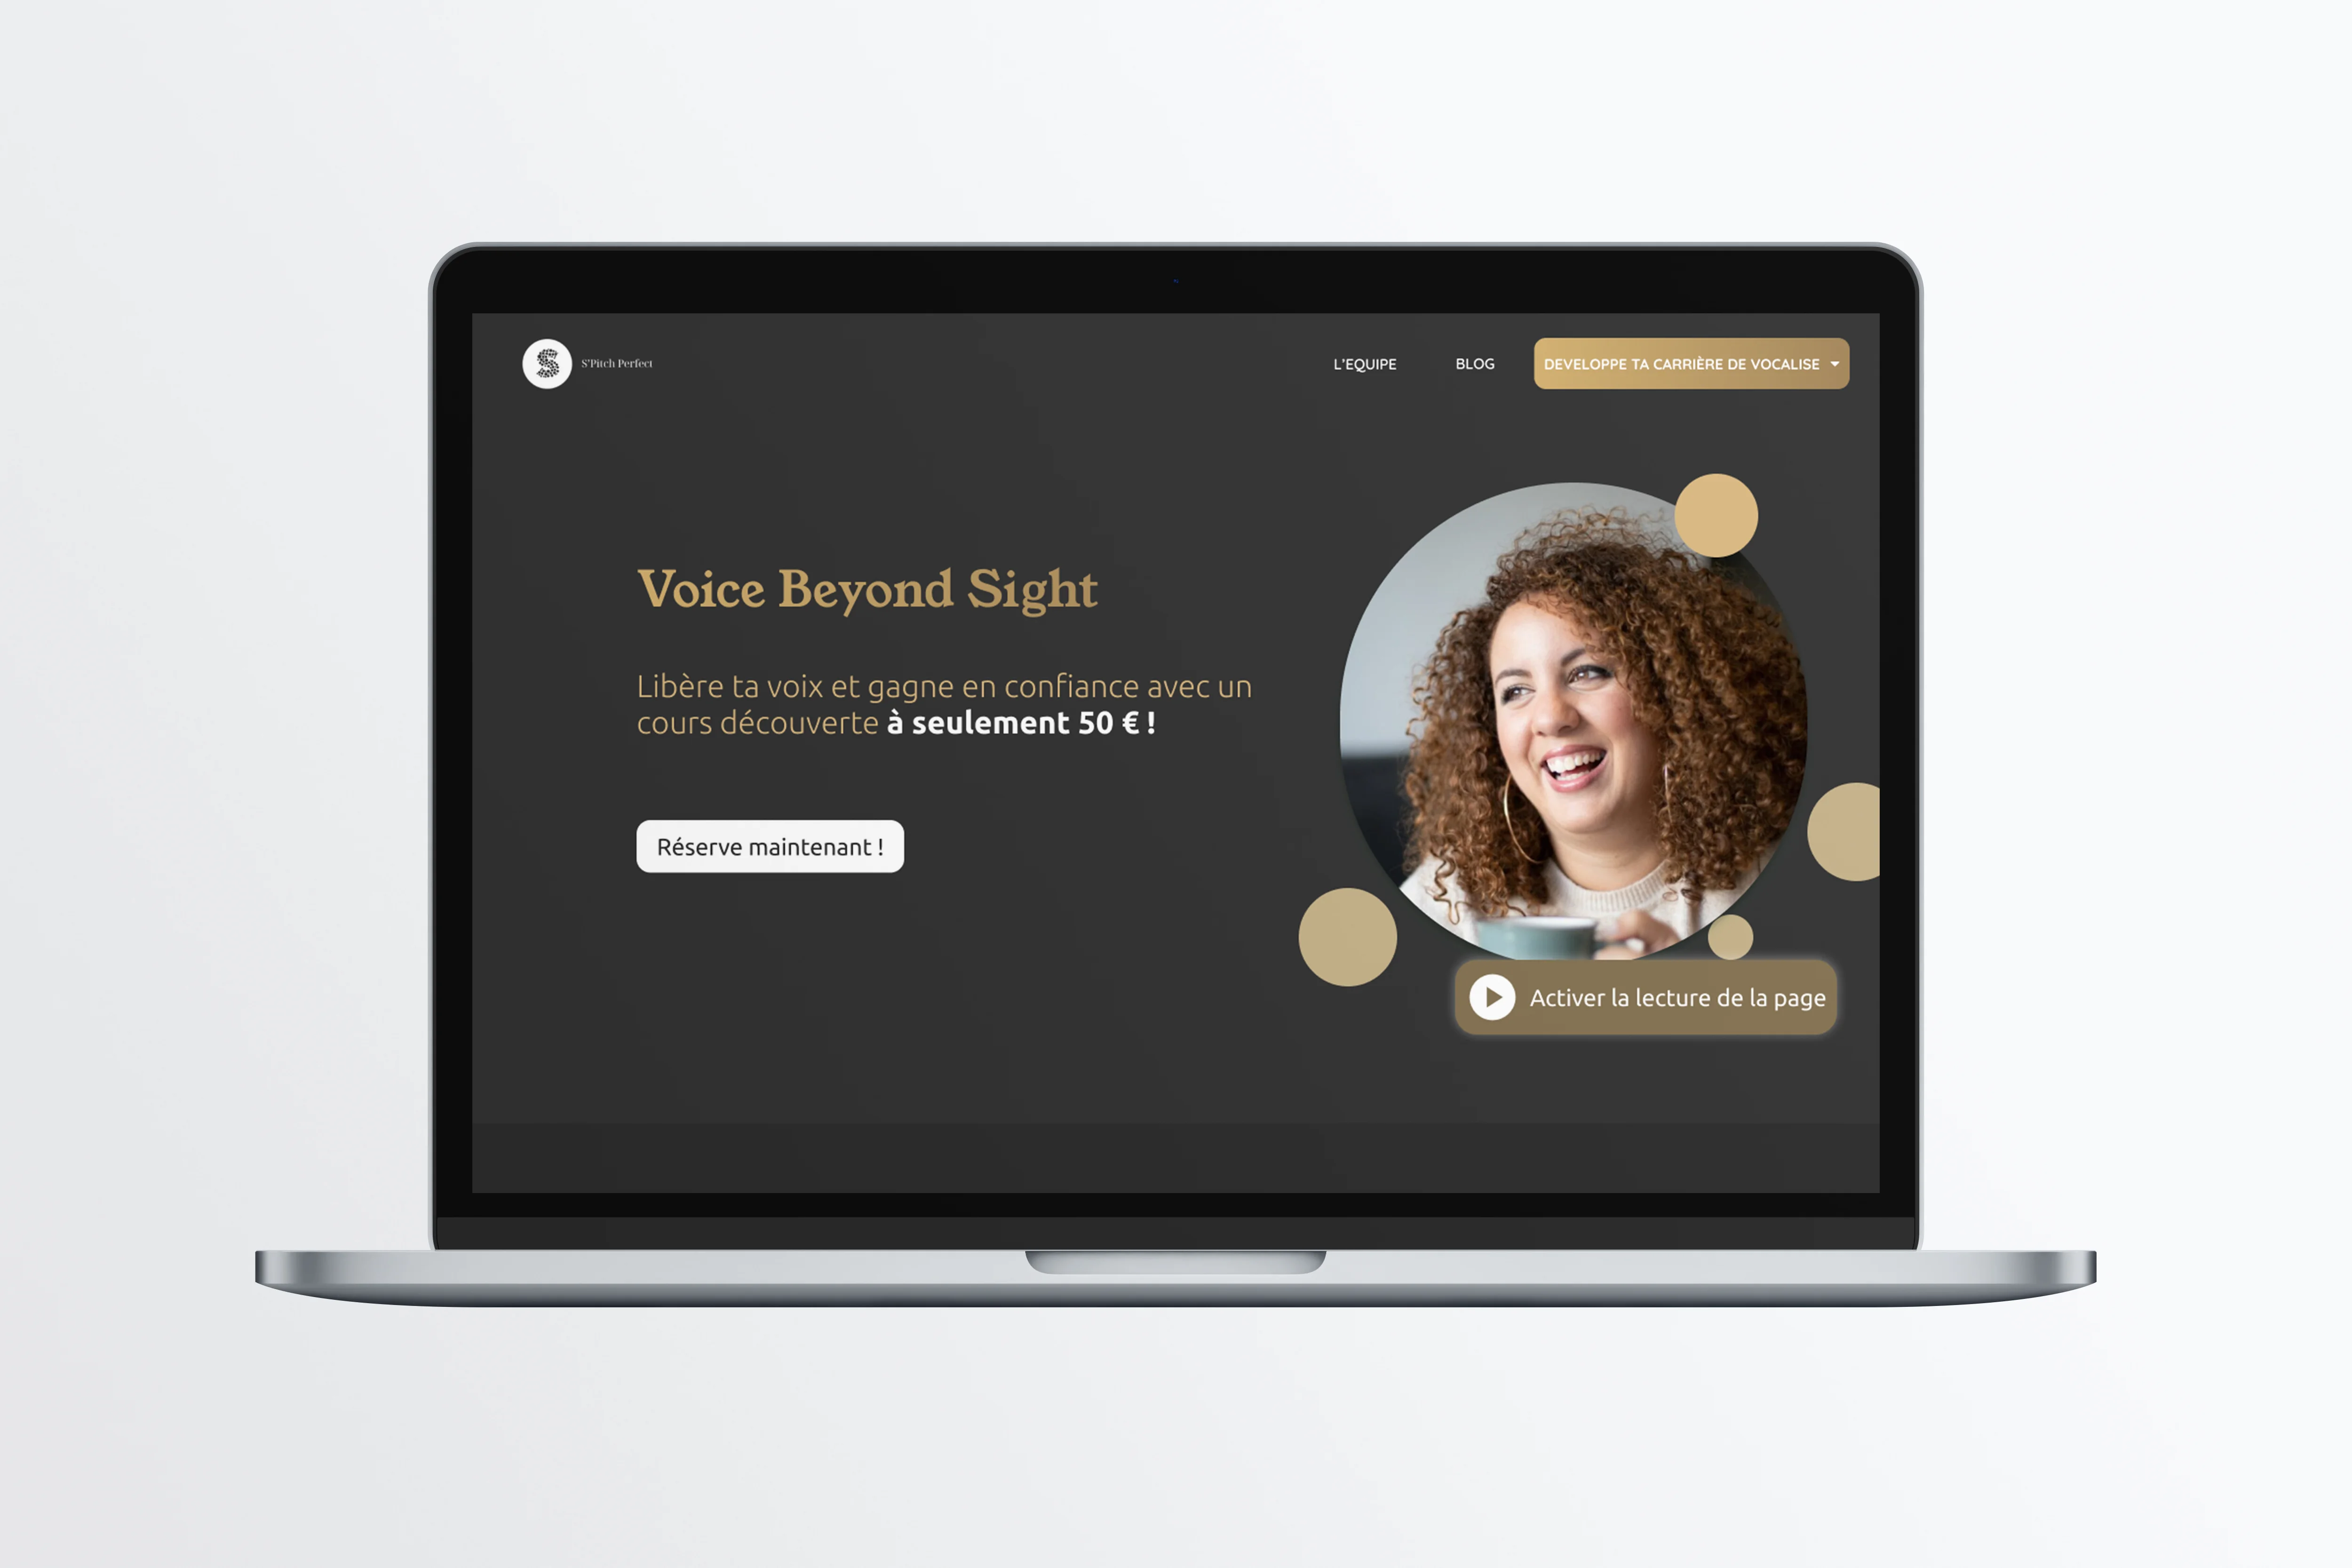 S'Pitch Perfect
L'EQUIPE
BLOG
DEVELOPPE TA CARRIÈRE DE VOCALISE
Voice Beyond Sight
Libère ta voix et gagne en confiance avec un
cours découverte à seulement 50 € !
Réserve maintenant !
Activer la lecture de la page